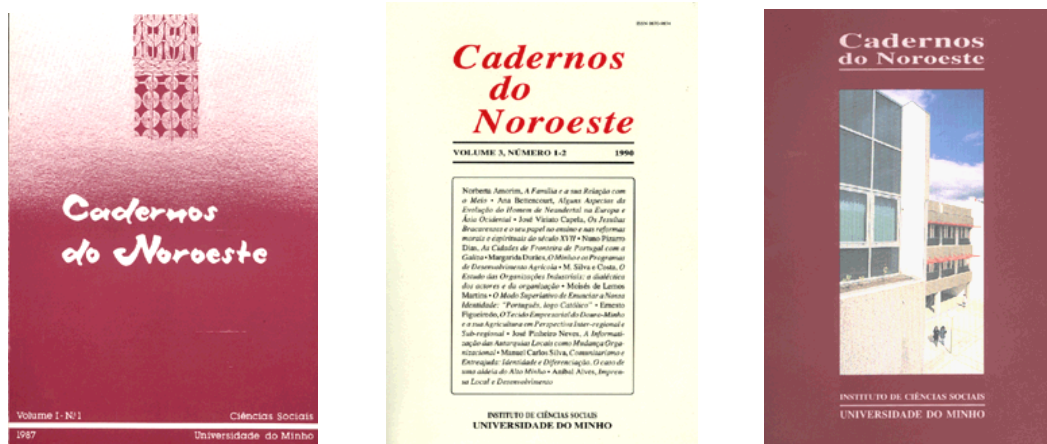 Cadernos
do Noroeste
Volume I - Nº1
Ciências Sociais
1987
Universidade do Minho
ISSN 0870-9874
Cadernos
do
Noroeste
VOLUME 3, NÚMERO 1-2 1990
Norberta Amorim, A Família e a sua Relação com
o Meio • Ana Bettencourt, Alguns Aspectos da
Evolução do Homem de Neandertal na Europa e
Ásia Ocidental • José Viriato Capela, Os Jesuítas
Bracarenses e o seu papel no ensino e nas reformas
morais e espirituais do século XVII • Nuno Pizarro
Dias, As Cidades de Fronteira de Portugal com a
Galiza • Margarida Durães, O Minho e os Programas
de Desenvolvimento Agrícola • M. Silva e Costa, O
Estudo das Organizações Industriais: a dialéctica
dos actores e da organização • Moisés de Lemos
Martins • O Modo Superlativo de Enunciar a Nossa
Identidade: "Português, logo Católico" • Ernesto
Figueiredo, O Tecido Empresarial do Douro-Minho
e a sua Agricultura em Perspectiva Inter-regional e
Sub-regional • José Pinheiro Neves, A Informati-
zação das Autarquias Locais como Mudança Orga-
nizacional • Manuel Carlos Silva, Comunitarismo e
Entreajuda: Identidade e Diferenciação. O caso de
uma aldeia do Alto Minho • Aníbal Alves, Impren-
sa Local e Desenvolvimento
INSTITUTO DE CIÊNCIAS SOCIAIS
UNIVERSIDADE DO MINHO
Cadernos
do Noroeste
INSTITUTO DE CIÊNCIAS SOCIAIS
UNIVERSIDADE DO MINHO